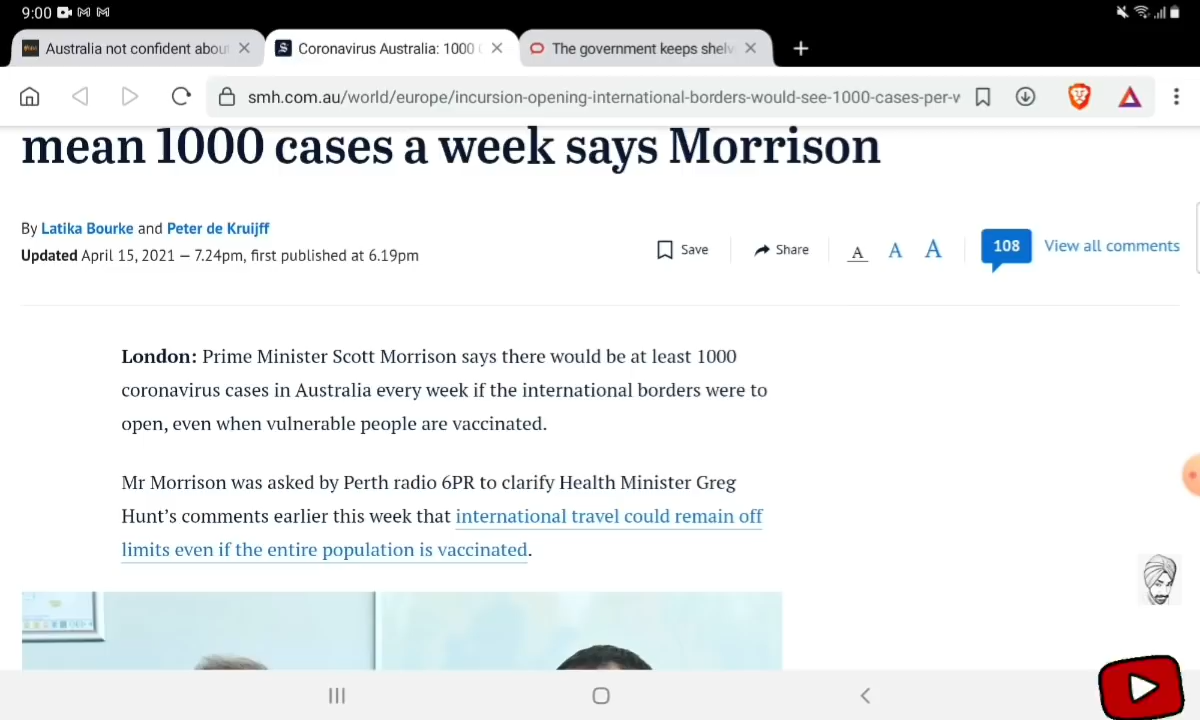 9:00
Australia not confident abou
Coronavirus Australia: 1000
The government keeps shelv
smh.com.au/world/europe/incursion-opening-international-borders-would-see-1000-cases-per-v
mean 1000 cases a week says Morrison
By Latika Bourke and Peter de Kruijff
Updated April 15, 2021 — 7.24pm, first published at 6.19pm
Save
Share
A A A
108
View all comments
London: Prime Minister Scott Morrison says there would be at least 1000
coronavirus cases in Australia every week if the international borders were to
open, even when vulnerable people are vaccinated.
Mr Morrison was asked by Perth radio 6PR to clarify Health Minister Greg
Hunt's comments earlier this week that international travel could remain off
limits even if the entire population is vaccinated.